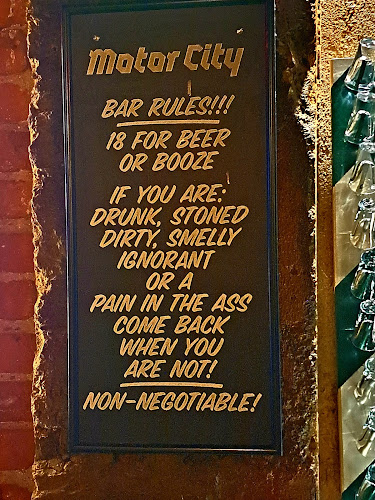 Motor City
BAR RULES!!!
18 FOR BEER
OR BOOZE
IF YOU ARE:
DRUNK, STONED
DIRTY, SMELLY
IGNORANT
OR A
PAIN IN THE ASS
COME BACK
WHEN YOU
ARE NOT!
NON-NEGOTIABLE!